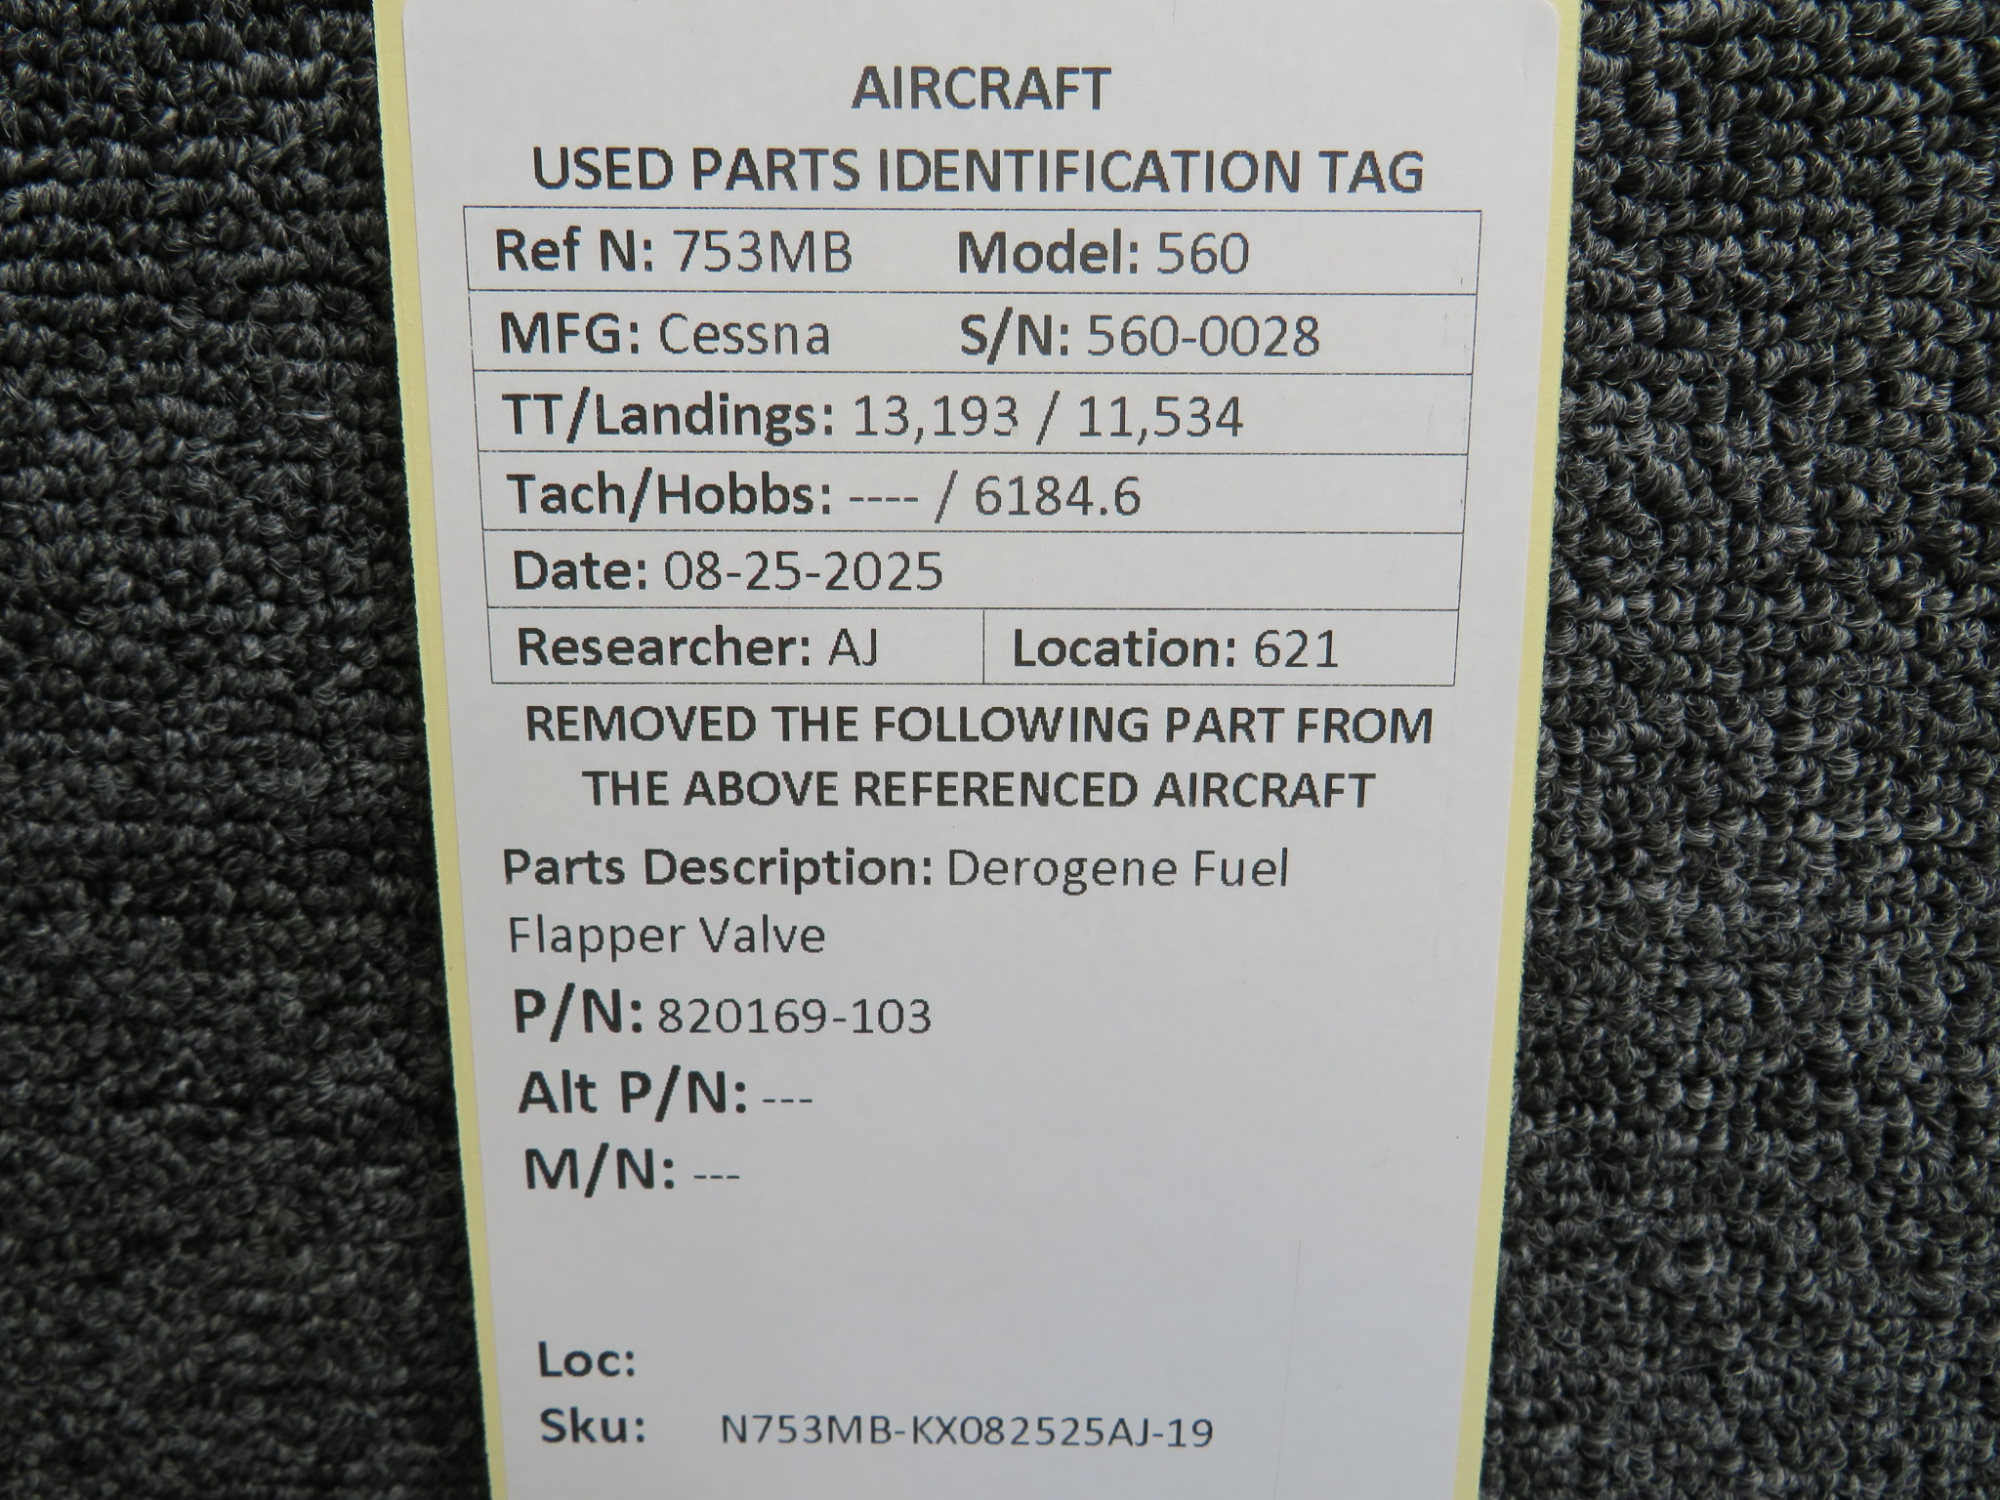 AIRCRAFT
USED PARTS IDENTIFICATION TAG
Ref N: 753MB Model: 560
MFG: Cessna S/N: 560-0028
TT/Landings: 13,193 / 11,534
Tach/Hobbs: ---- / 6184.6
Date: 08-25-2025
Researcher: AJ Location: 621
REMOVED THE FOLLOWING PART FROM
THE ABOVE REFERENCED AIRCRAFT
Parts Description: Derogene Fuel
Flapper Valve
P/N: 820169-103
Alt P/N: ---
M/N: ---
Loc:
Sku: N753MB-KX082525AJ-19